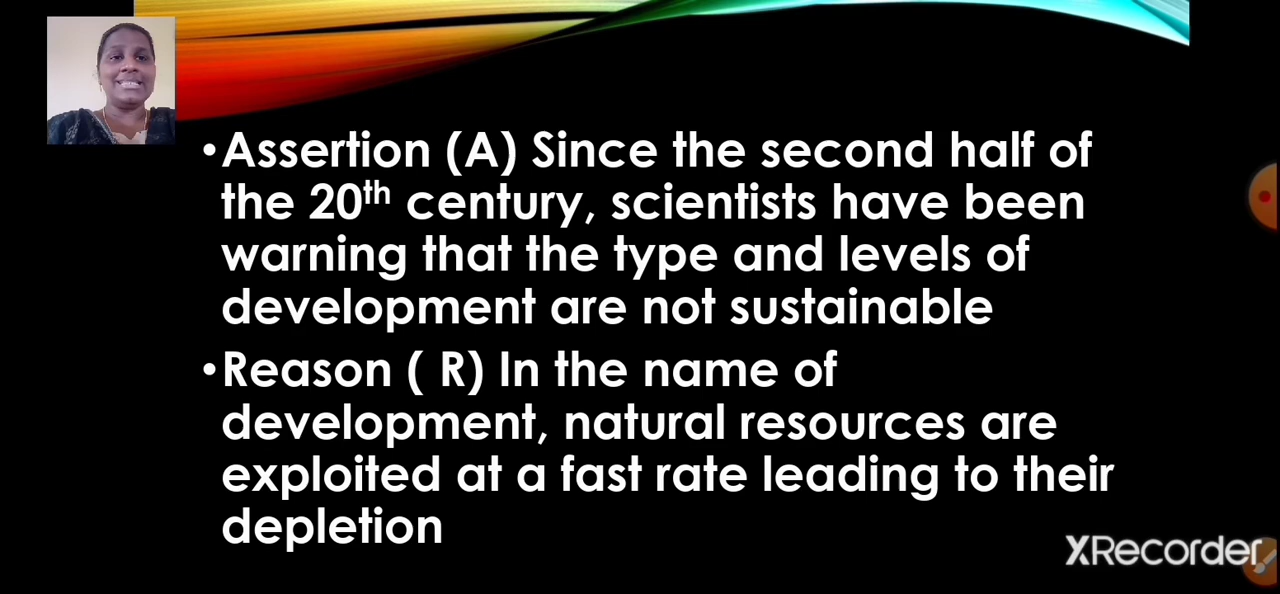 •Assertion (A) Since the second half of
the 20th century, scientists have been
warning that the type and levels of
development are not sustainable
•Reason ( R) In the name of
development, natural resources are
exploited at a fast rate leading to their
depletion
XRecorder